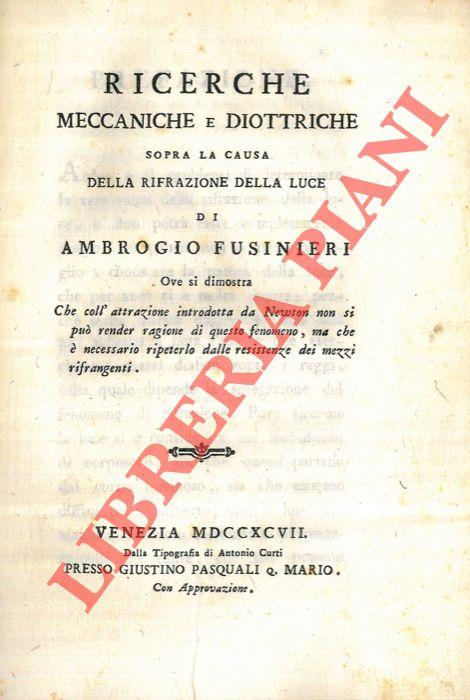 RICERCHE
MECCANICHE E DIOTTRICHE
SOPRA LA CAUSA
DELLA RIFRAZIONE DELLA LUCE
DI
AMBROGIO FUSINIERI
Ove si dimostra
Che coll' attrazione introdotta da Newton non si
può render ragione di questo fenomeno, ma che
è necessario ripeterlo dalle resistenze dei mezzi
rifrangenti.
VENEZIA MDCCXCVII.
Dalla Tipografia di Antonio Curti
PRESSO GIUSTINO PASQUALI Q. MARIO.
Con Approvazione.
LIBRERIA PIANI